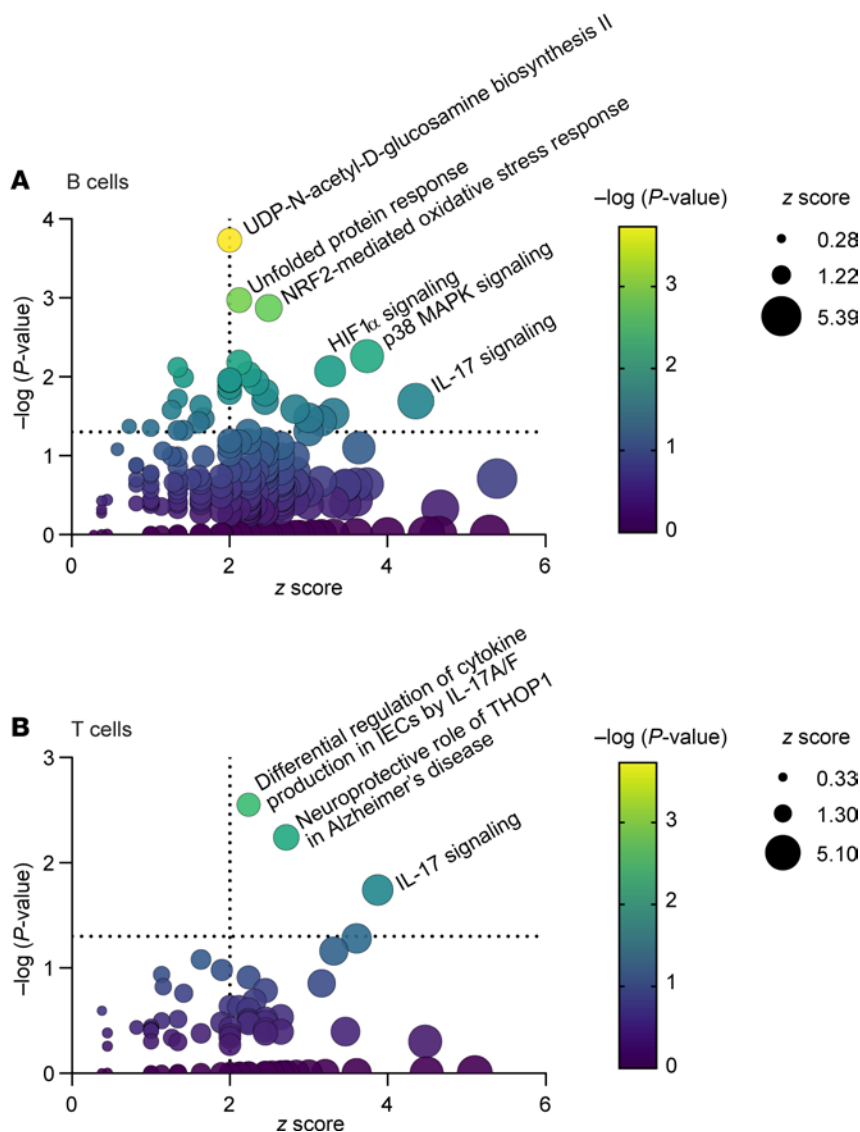 A
B cells
UDP-N-acetyl-D-glucosamine biosynthesis II
Unfolded protein response
NRF2-mediated oxidative stress response
HIF1α signaling
p38 MAPK signaling
IL-17 signaling
–log (P-value)
4
3
2
1
0
0
2
4
6
z score
–log (P-value)
3
2
1
0
z score
0.28
1.22
5.39
B
T cells
Differential regulation of cytokine
production in IECs by IL-17A/F
Neuroprotective role of THOP1
in Alzheimer's disease
IL-17 signaling
–log (P-value)
3
2
1
0
0
2
4
6
z score
–log (P-value)
3
2
1
0
z score
0.33
1.30
5.10